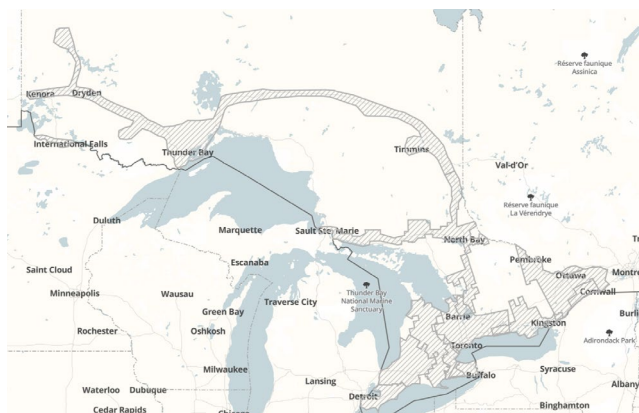 Réserve faunique
Assinica
Kenora
Dryden
International Falls
Thunder Bay
Timmins
Val-d'Or
Réserve faunique
La Vérendrye
Duluth
Marquette
Sault Ste. Marie
North Bay
Escanaba
Pembroke
Ottawa
Montre
Saint Cloud
Minneapolis
Wausau
Green Bay
Traverse City
Thunder Bay
National Marine
Sanctuary
Cornwall
Rochester
Oshkosh
Barrie
Kingston
Burli
Adirondack Park
Toronto
Milwaukee
Lansing
Buffalo
Syracuse
Waterloo
Dubuque
Detroit
Albany
Cedar Rapids
Chicago
Binghamton